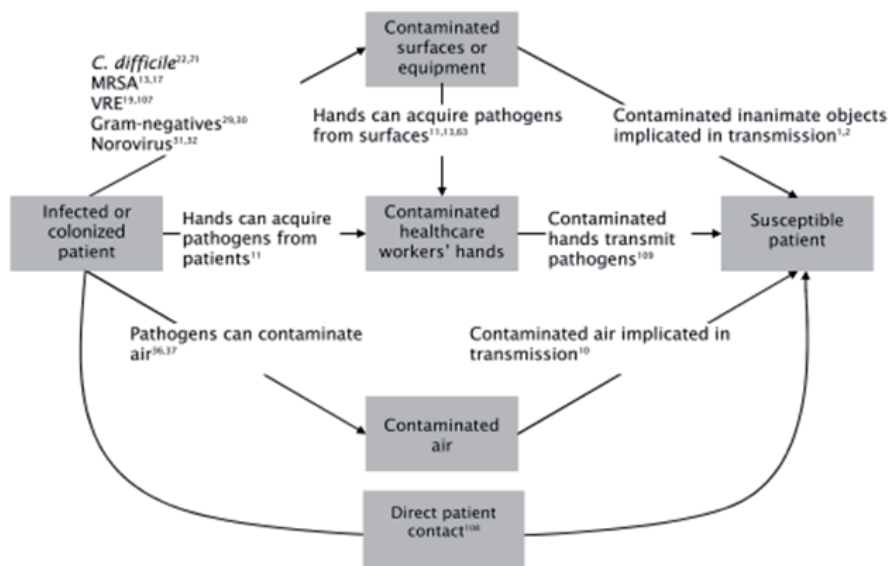 Contaminated
surfaces or
equipment
C. difficile22,71
MRSA13,17
VRE19,107
Gram-negatives29,30
Norovirus31,32
Hands can acquire pathogens
from surfaces11,13,63
Contaminated inanimate objects
implicated in transmission1,2
Infected or
colonized
patient
Hands can acquire
pathogens from
patients11
Contaminated
healthcare
workers' hands
Contaminated
hands transmit
pathogens109
Susceptible
patient
Pathogens can contaminate
air36,37
Contaminated air implicated in
transmission10
Contaminated
air
Direct patient
contact108